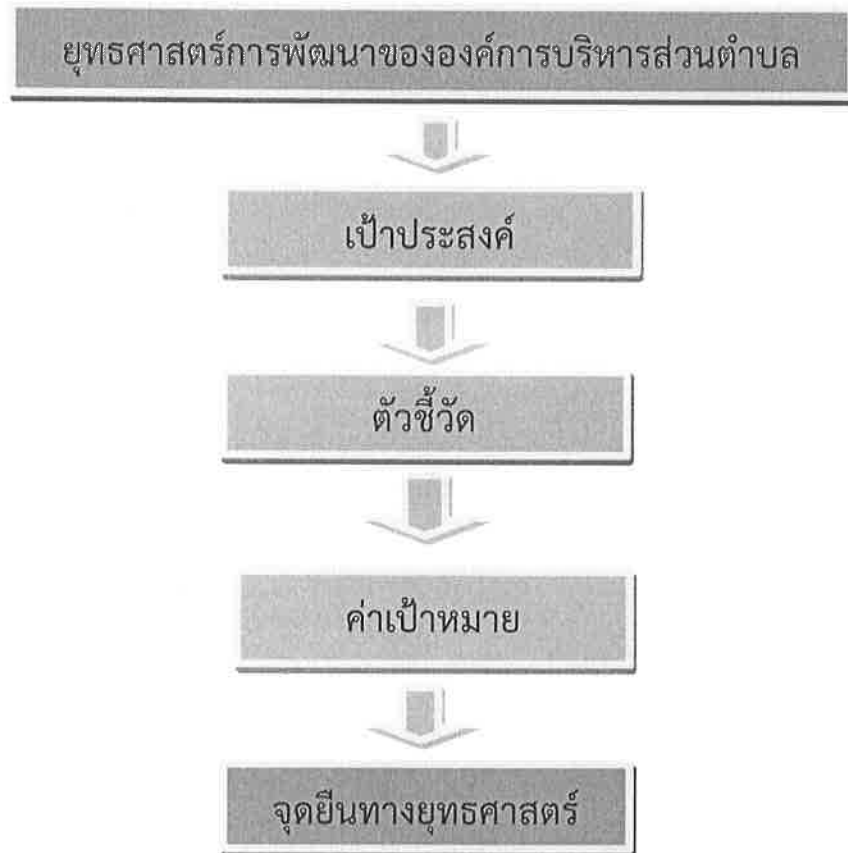 ยุทธศาสตร์การพัฒนาขององค์การบริหารส่วนตำบล
เป้าประสงค์
ตัวชี้วัด
ค่าเป้าหมาย
จุดยืนทางยุทธศาสตร์